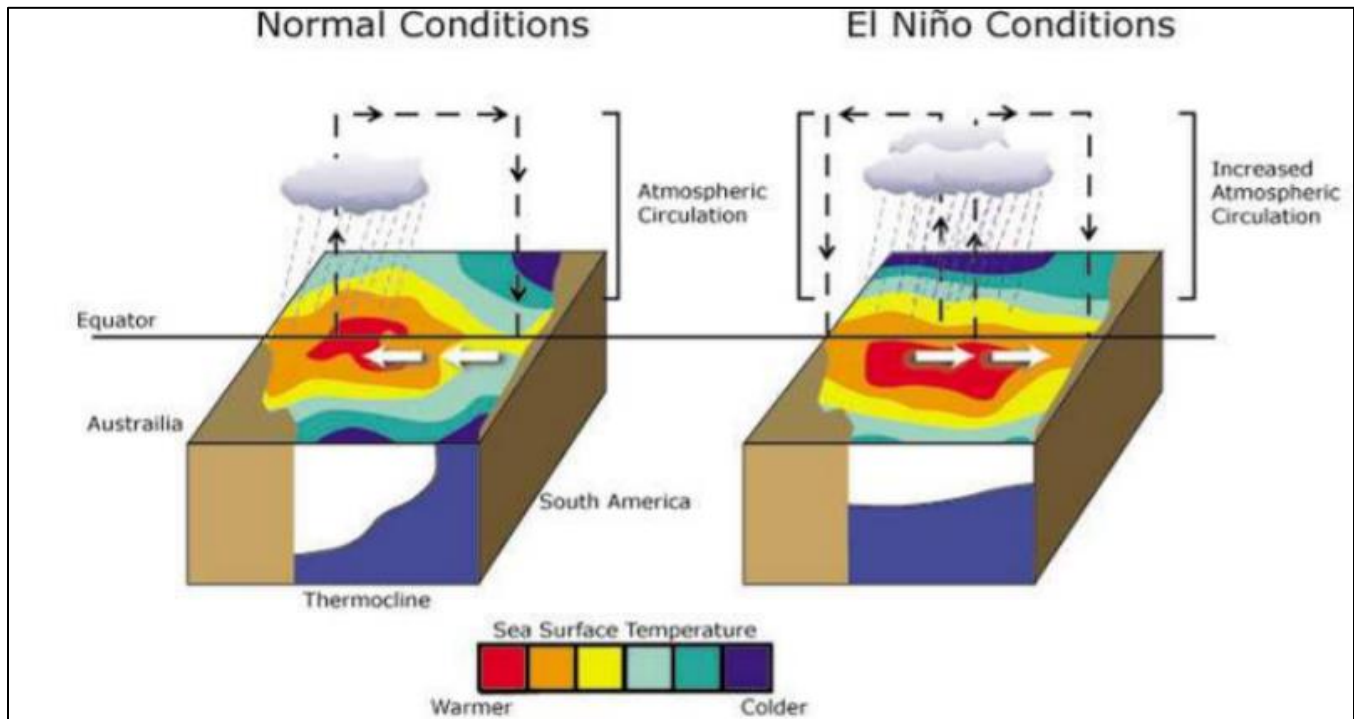 Normal Conditions
El Niño Conditions
Atmospheric
Circulation
Increased
Atmospheric
Circulation
Equator
Austrailia
South America
Thermocline
Sea Surface Temperature
Warmer
Colder